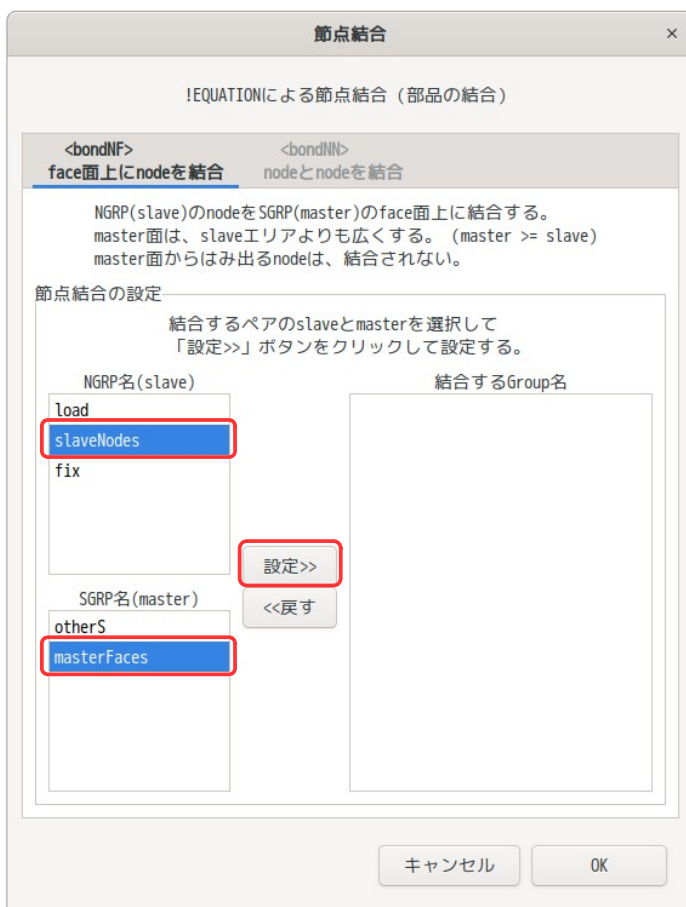 節点結合
×
!EQUATIONによる節点結合 (部品の結合)
<bondNF>
face面上にnodeを結合
<bondNN>
nodeとnodeを結合
NGRP(slave)のnodeをSGRP(master)のface面上に結合する。
master面は、slaveエリアよりも広くする。 (master >= slave)
master面からはみ出るnodeは、結合されない。
節点結合の設定
結合するペアのslaveとmasterを選択して
「設定>>」ボタンをクリックして設定する。
NGRP名(slave)
load
slaveNodes
fix
設定>>
<<戻す
SGRP名(master)
otherS
masterFaces
結合するGroup名
キャンセル
OK